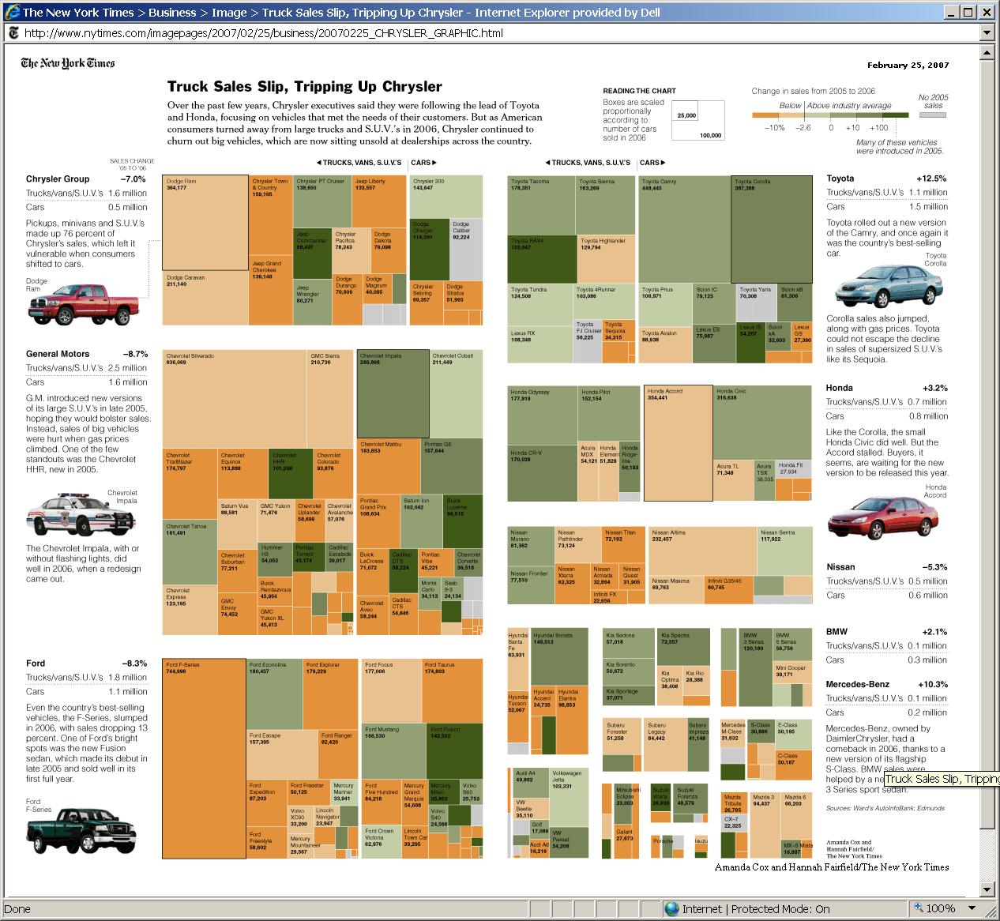 The New York Times > Business > Image > Truck Sales Slip, Tripping Up Chrysler - Internet Explorer provided by Dell
http://www.nytimes.com/imagepages/2007/02/25/business/20070225_CHRYSLER_GRAPHIC.html
The New York Times
February 25, 2007
Truck Sales Slip, Tripping Up Chrysler
Over the past few years, Chrysler executives said they were following the lead of Toyota
and Honda, focusing on vehicles that met the needs of their customers. But as American
consumers turned away from large trucks and S.U.V.'s in 2006, Chrysler continued to
churn out big vehicles, which are now sitting unsold at dealerships across the country.
READING THE CHART
Boxes are scaled
proportionally
according to
number of cars
sold in 2006
25,000
100,000
Change in sales from 2005 to 2006
Below
Above industry average
No 2005
sales
–10%
–2.6
0
+10
+100
Many of these vehicles
were introduced in 2005.
SALES CHANGE
'05 TO '06
◄ TRUCKS, VANS, S.U.V.'S
CARS ►
◄ TRUCKS, VANS, S.U.V.'S
CARS ►
Chrysler Group –7.0%
Trucks/vans/S.U.V.'s 1.6 million
Cars 0.5 million
Pickups, minivans and S.U.V.'s
made up 76 percent of
Chrysler's sales, which left it
vulnerable when consumers
shifted to cars.
Dodge
Ram
Dodge Ram
364,177
Dodge Caravan
211,140
Chrysler Town
& Country
159,105
Jeep Grand
Cherokee
139,148
Chrysler PT Cruiser
138,650
Jeep Liberty
133,557
Jeep
Commander
88,497
Chrysler
Pacifica
78,243
Dodge
Dakota
76,098
Jeep
Wrangler
80,271
Dodge
Durango
70,606
Dodge
Magnum
40,095
Chrysler 300
143,647
Dodge
Charger
114,201
Dodge
Caliber
92,224
Chrysler
Sebring
69,357
Dodge
Stratus
51,993
General Motors –8.7%
Trucks/vans/S.U.V.'s 2.5 million
Cars 1.6 million
G.M. introduced new versions
of its large S.U.V.'s in late 2005,
hoping they would bolster sales.
Instead, sales of big vehicles
were hurt when gas prices
climbed. One of the few
standouts was the Chevrolet
HHR, new in 2005.
Chevrolet
Impala
The Chevrolet Impala, with or
without flashing lights, did
well in 2006, when a redesign
came out.
Chevrolet Silverado
636,069
GMC Sierra
210,736
Chevrolet
TrailBlazer
174,797
Chevrolet
Equinox
113,888
Chevrolet
HHR
101,298
Chevrolet
Colorado
93,876
Chevrolet Tahoe
161,491
Saturn Vue
88,581
GMC Yukon
71,476
Chevrolet
Uplander
58,699
Chevrolet
Avalanche
57,076
Chevrolet
Suburban
77,211
Hummer
H3
54,052
Pontiac
Torrent
43,174
Cadillac
Escalade
39,017
Chevrolet
Express
123,195
GMC
Envoy
74,452
Buick
Rendezvous
45,954
GMC
Yukon XL
45,413
Chevrolet Impala
289,868
Chevrolet Cobalt
211,449
Chevrolet Malibu
163,853
Pontiac G6
157,644
Pontiac
Grand Prix
108,634
Saturn Ion
102,042
Buick
Lucerne
96,515
Buick
LaCrosse
71,072
Cadillac
DTS
58,224
Pontiac
Vibe
45,221
Chevrolet
Corvette
36,518
Chevrolet
Aveo
58,244
Cadillac
CTS
54,846
Monte
Carlo
34,113
Saab
9-3
24,134
Ford –8.3%
Trucks/vans/S.U.V.'s 1.8 million
Cars 1.1 million
Even the country's best-selling
vehicles, the F-Series, slumped
in 2006, with sales dropping 13
percent. One of Ford's bright
spots was the new Fusion
sedan, which made its debut in
late 2005 and sold well in its
first full year.
Ford
F-Series
Ford F-Series
744,996
Ford Econoline
180,457
Ford Explorer
179,229
Ford Escape
157,395
Ford Ranger
92,420
Ford
Expedition
87,203
Ford Freestar
50,125
Mercury
Mariner
33,941
Ford
Freestyle
58,602
Volvo
XC90
33,200
Lincoln
Navigator
23,947
Mercury
Mountaineer
29,567
Ford Focus
177,006
Ford Taurus
174,803
Ford Mustang
166,530
Ford Fusion
142,502
Ford
Five Hundred
84,218
Mercury
Grand
Marquis
54,688
Mercury
Milan
35,853
Volvo
S60
25,753
Ford Crown
Victoria
62,976
Lincoln
Town Car
39,295
Volvo
S40
24,566
Toyota Tacoma
178,351
Toyota Sienna
163,269
Toyota RAV4
152,047
Toyota Highlander
129,794
Toyota Tundra
124,508
Toyota 4Runner
103,086
Lexus RX
108,348
Toyota
FJ Cruiser
56,225
Toyota
Sequoia
34,315
Toyota Camry
448,445
Toyota Corolla
387,388
Toyota Prius
106,971
Scion tC
79,125
Toyota Yaris
70,308
Scion xB
61,306
Toyota Avalon
88,938
Lexus ES
75,987
Lexus IS
54,267
Scion
xA
32,603
Lexus
GS
27,390
Toyota +12.5%
Trucks/vans/S.U.V.'s 1.1 million
Cars 1.5 million
Toyota rolled out a new version
of the Camry, and once again it
was the country's best-selling
car.
Toyota
Corolla
Corolla sales also jumped,
along with gas prices. Toyota
could not escape the decline
in sales of supersized S.U.V.'s
like its Sequoia.
Honda Odyssey
177,919
Honda Pilot
152,154
Honda CR-V
170,028
Acura
MDX
54,121
Honda
Element
51,829
Honda
Ridge-
line
50,193
Honda Accord
354,441
Honda Civic
316,638
Acura TL
71,348
Acura
TSX
38,035
Honda Fit
27,934
Honda +3.2%
Trucks/vans/S.U.V.'s 0.7 million
Cars 0.8 million
Like the Corolla, the small
Honda Civic did well. But the
Accord stalled. Buyers, it
seems, are waiting for the new
version to be released this year.
Honda
Accord
Nissan
Murano
81,362
Nissan
Pathfinder
73,124
Nissan Titan
72,192
Nissan Frontier
77,510
Nissan
Xterra
62,325
Nissan
Armada
32,864
Nissan
Quest
31,905
Infiniti FX
22,656
Nissan Altima
232,457
Nissan Sentra
117,922
Nissan Maxima
69,763
Infiniti G35/45
60,745
Nissan –5.3%
Trucks/vans/S.U.V.'s 0.5 million
Cars 0.6 million
Hyundai
Santa
Fe
63,931
Hyundai
Tucson
52,067
Hyundai Sonata
149,513
Hyundai
Accent
34,735
Hyundai
Elantra
98,853
Kia Sedona
57,018
Kia Sorento
50,672
Kia Sportage
37,071
Kia Spectra
72,557
Kia
Optima
38,408
Kia Rio
28,388
BMW
3 Series
120,180
BMW
5 Series
56,756
Mini Cooper
39,171
BMW +2.1%
Trucks/vans/S.U.V.'s 0.1 million
Cars 0.3 million
Mercedes-Benz +10.3%
Trucks/vans/S.U.V.'s 0.1 million
Cars 0.2 million
Mercedes-Benz, owned by
DaimlerChrysler, had a
comeback in 2006, thanks to a
new version of its flagship
S-Class. BMW sales were
helped by a ne
3 Series sport sedan.
Truck Sales Slip, Tripping
Subaru
Forester
51,258
Subaru
Legacy
84,442
Subaru
Impreza
41,148
Mercedes
M-Class
31,632
S-Class
30,886
E-Class
50,195
C-Class
50,187
Audi A4
49,862
Volkswagen
Jetta
103,331
VW
Beetle
35,110
Golf
17,089
Audi A6
16,216
VW
Passat
54,208
Mitsubishi
Eclipse
33,003
Galant
27,673
Suzuki
Vitara
26,939
Suzuki
Forenza
48,579
Porsche
Isuzu
Mazda
Tribute
26,785
CX-7
22,325
Mazda 3
94,437
Mazda 6
66,203
MX-5 Miata
16,897
Sources: Ward's AutoInfoBank; Edmunds
Amanda Cox and
Hannah Fairfield/
The New York Times
Amanda Cox and Hannah Fairfield/The New York Times
Done
Internet | Protected Mode: On
100%